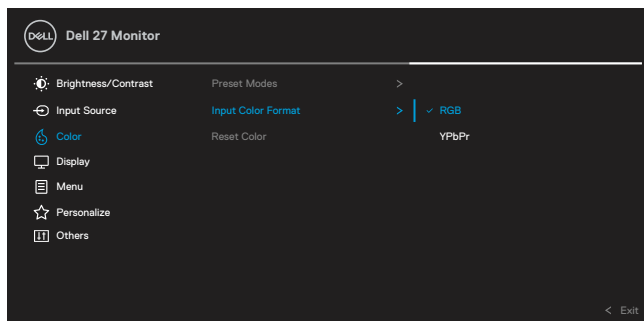 DELL Dell 27 Monitor
Brightness/Contrast Preset Modes >
Input Source Input Color Format > ✓ RGB
Color Reset Color YPbPr
Display
Menu
Personalize
Others
< Exit